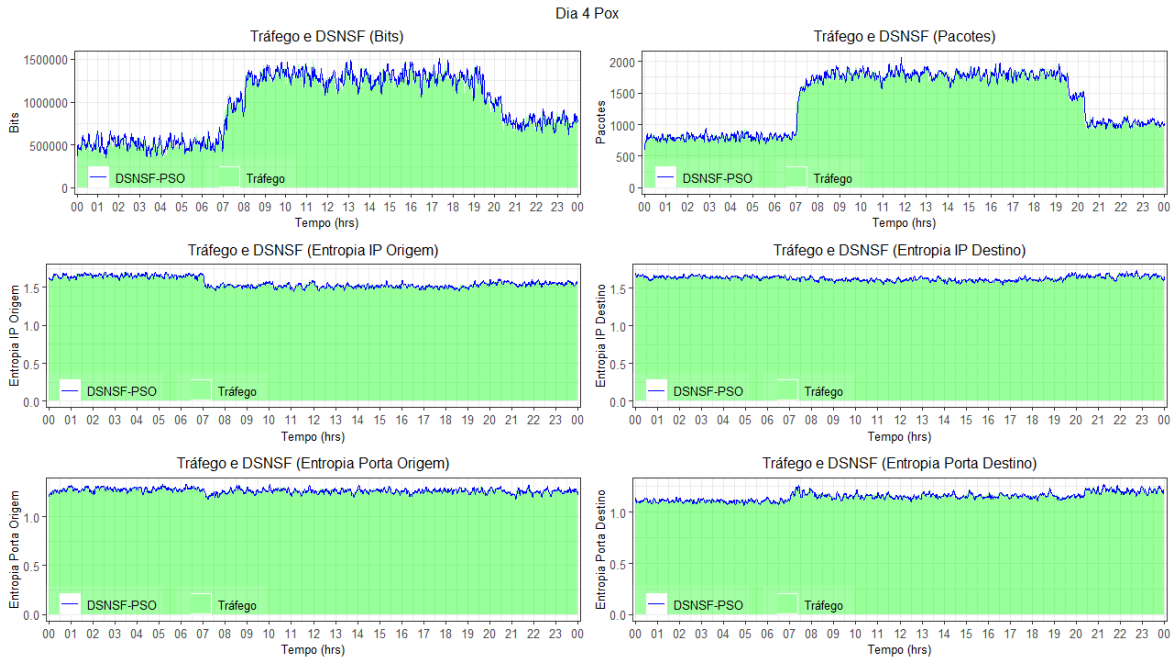 Dia 4 Pox
Tráfego e DSNSF (Bits)
Bits
1500000
1000000
500000
0
DSNSF-PSO Tráfego
00 01 02 03 04 05 06 07 08 09 10 11 12 13 14 15 16 17 18 19 20 21 22 23 00
Tempo (hrs)
Tráfego e DSNSF (Pacotes)
Pacotes
2000
1500
1000
500
0
DSNSF-PSO Tráfego
00 01 02 03 04 05 06 07 08 09 10 11 12 13 14 15 16 17 18 19 20 21 22 23 00
Tempo (hrs)
Tráfego e DSNSF (Entropia IP Origem)
Entropia IP Origem
1.5
1.0
0.5
0.0
DSNSF-PSO Tráfego
00 01 02 03 04 05 06 07 08 09 10 11 12 13 14 15 16 17 18 19 20 21 22 23 00
Tempo (hrs)
Tráfego e DSNSF (Entropia IP Destino)
Entropia IP Destino
1.5
1.0
0.5
0.0
DSNSF-PSO Tráfego
00 01 02 03 04 05 06 07 08 09 10 11 12 13 14 15 16 17 18 19 20 21 22 23 00
Tempo (hrs)
Tráfego e DSNSF (Entropia Porta Origem)
Entropia Porta Origem
1.0
0.5
0.0
DSNSF-PSO Tráfego
00 01 02 03 04 05 06 07 08 09 10 11 12 13 14 15 16 17 18 19 20 21 22 23 00
Tempo (hrs)
Tráfego e DSNSF (Entropia Porta Destino)
Entropia Porta Destino
1.0
0.5
0.0
DSNSF-PSO Tráfego
00 01 02 03 04 05 06 07 08 09 10 11 12 13 14 15 16 17 18 19 20 21 22 23 00
Tempo (hrs)